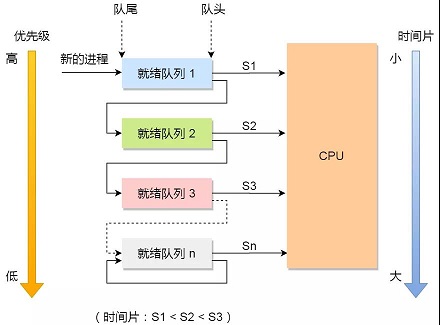 队尾 队头
优先级 时间片
高 新的进程 就绪队列 1 S1 小
就绪队列 2 S2
CPU
就绪队列 3 S3
就绪队列 n Sn
低 大
（时间片：S1 < S2 < S3 ）